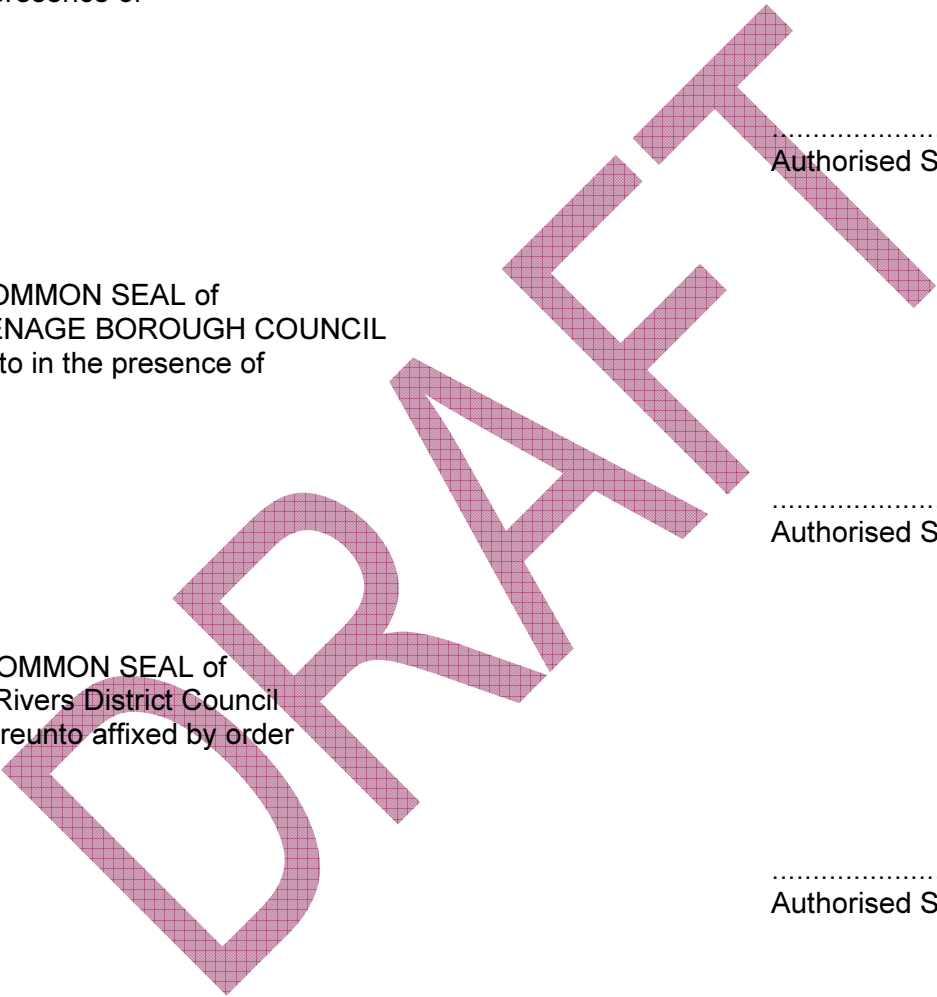 presence of
....................
Authorised S
OMMON SEAL of
ENAGE BOROUGH COUNCIL
to in the presence of
....................
Authorised S
OMMON SEAL of
Rivers District Council
reunto affixed by order
....................
Authorised S
DRAFT